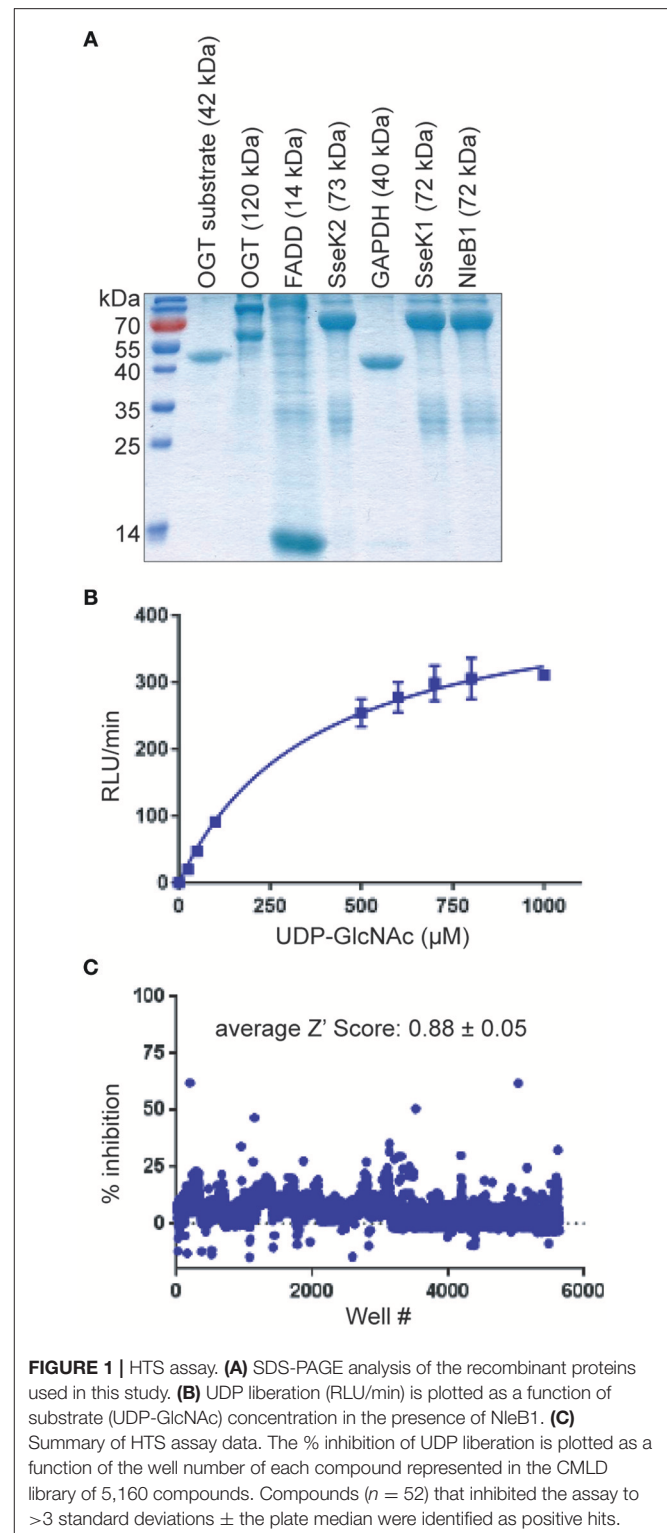 A
OGT substrate (42 kDa)
OGT (120 kDa)
FADD (14 kDa)
SseK2 (73 kDa)
GAPDH (40 kDa)
SseK1 (72 kDa)
NleB1 (72 kDa)
kDa
70
55
40
35
25
14
B
400
300
200
100
0
RLU/min
0 250 500 750 1000
UDP-GlcNAc (µM)
C
100
75
50
25
0
% inhibition
average Z' Score: 0.88 ± 0.05
0 2000 4000 6000
Well #
FIGURE 1 | HTS assay. (A) SDS-PAGE analysis of the recombinant proteins
used in this study. (B) UDP liberation (RLU/min) is plotted as a function of
substrate (UDP-GlcNAc) concentration in the presence of NleB1. (C)
Summary of HTS assay data. The % inhibition of UDP liberation is plotted as a
function of the well number of each compound represented in the CMLD
library of 5,160 compounds. Compounds (n = 52) that inhibited the assay to
>3 standard deviations ± the plate median were identified as positive hits.